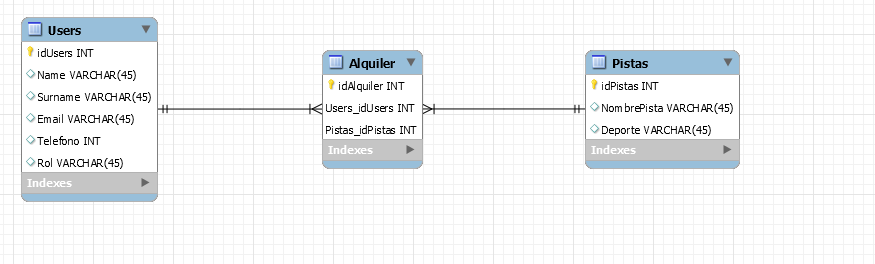 Users
idUsers INT
Name VARCHAR(45)
Surname VARCHAR(45)
Email VARCHAR(45)
Telefono INT
Rol VARCHAR(45)
Indexes
Alquiler
idAlquiler INT
Users_idUsers INT
Pistas_idPistas INT
Indexes
Pistas
idPistas INT
NombrePista VARCHAR(45)
Deporte VARCHAR(45)
Indexes